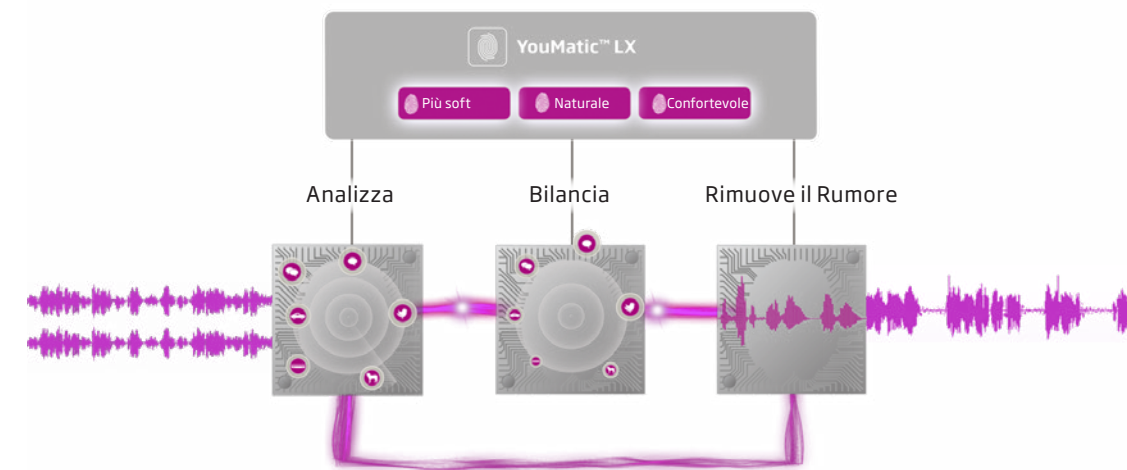 YouMatic™ LX
Più soft
Naturale
Confortevole
Analizza
Bilancia
Rimuove il Rumore